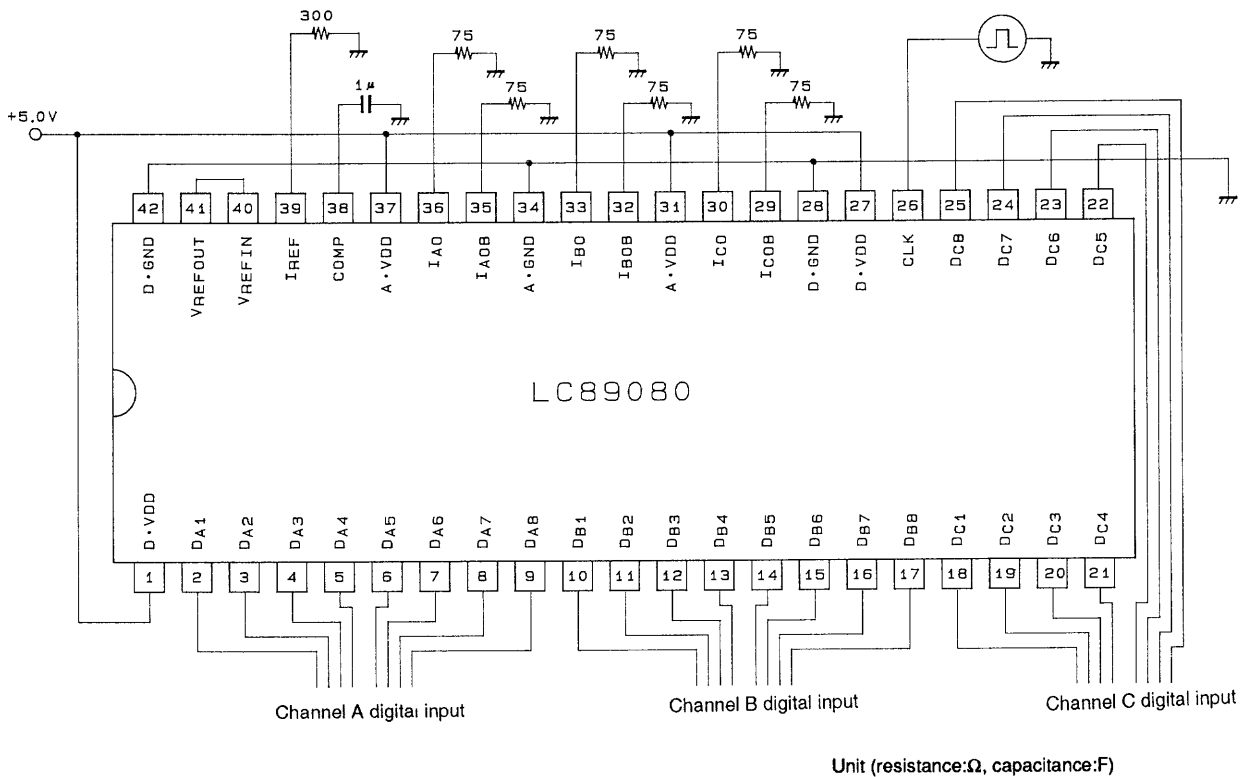 300
75
75
75
1μ
75
75
75
+5.0V
42 41 40 39 38 37 36 35 34 33 32 31 30 29 28 27 26 25 24 23 22
D·GND VREFOUT VREFIN IREF COMP A·VDD IAO IAOB A·GND IBO IBOB A·VDD ICO ICOB D·GND D·VDD CLK DC8 DC7 DC6 DC5
LC89080
D·VDD DA1 DA2 DA3 DA4 DA5 DA6 DA7 DA8 DB1 DB2 DB3 DB4 DB5 DB6 DB7 DB8 DC1 DC2 DC3 DC4
1 2 3 4 5 6 7 8 9 10 11 12 13 14 15 16 17 18 19 20 21
Channel A digital input
Channel B digital input
Channel C digital input
Unit (resistance:Ω, capacitance:F)